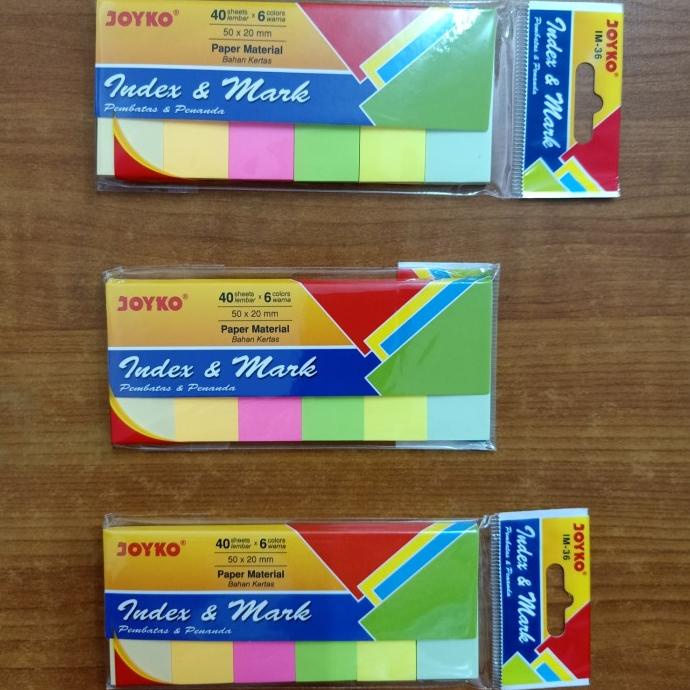 JOYKO®
40 sheets lembar x 6 colors warna
50 x 20 mm
Paper Material
Bahan Kertas
Index & Mark
Pembatas & Penanda
JOYKO®
IM-36
Index & Mark
Pembatas & Penanda
JOYKO®
40 sheets lembar x 6 colors warna
50 x 20 mm
Paper Material
Bahan Kertas
Index & Mark
Pembatas & Penanda
JOYKO®
40 sheets lembar x 6 colors warna
50 x 20 mm
Paper Material
Bahan Kertas
Index & Mark
Pembatas & Penanda
JOYKO®
IM-36
Index & Mark
Pembatas & Penanda